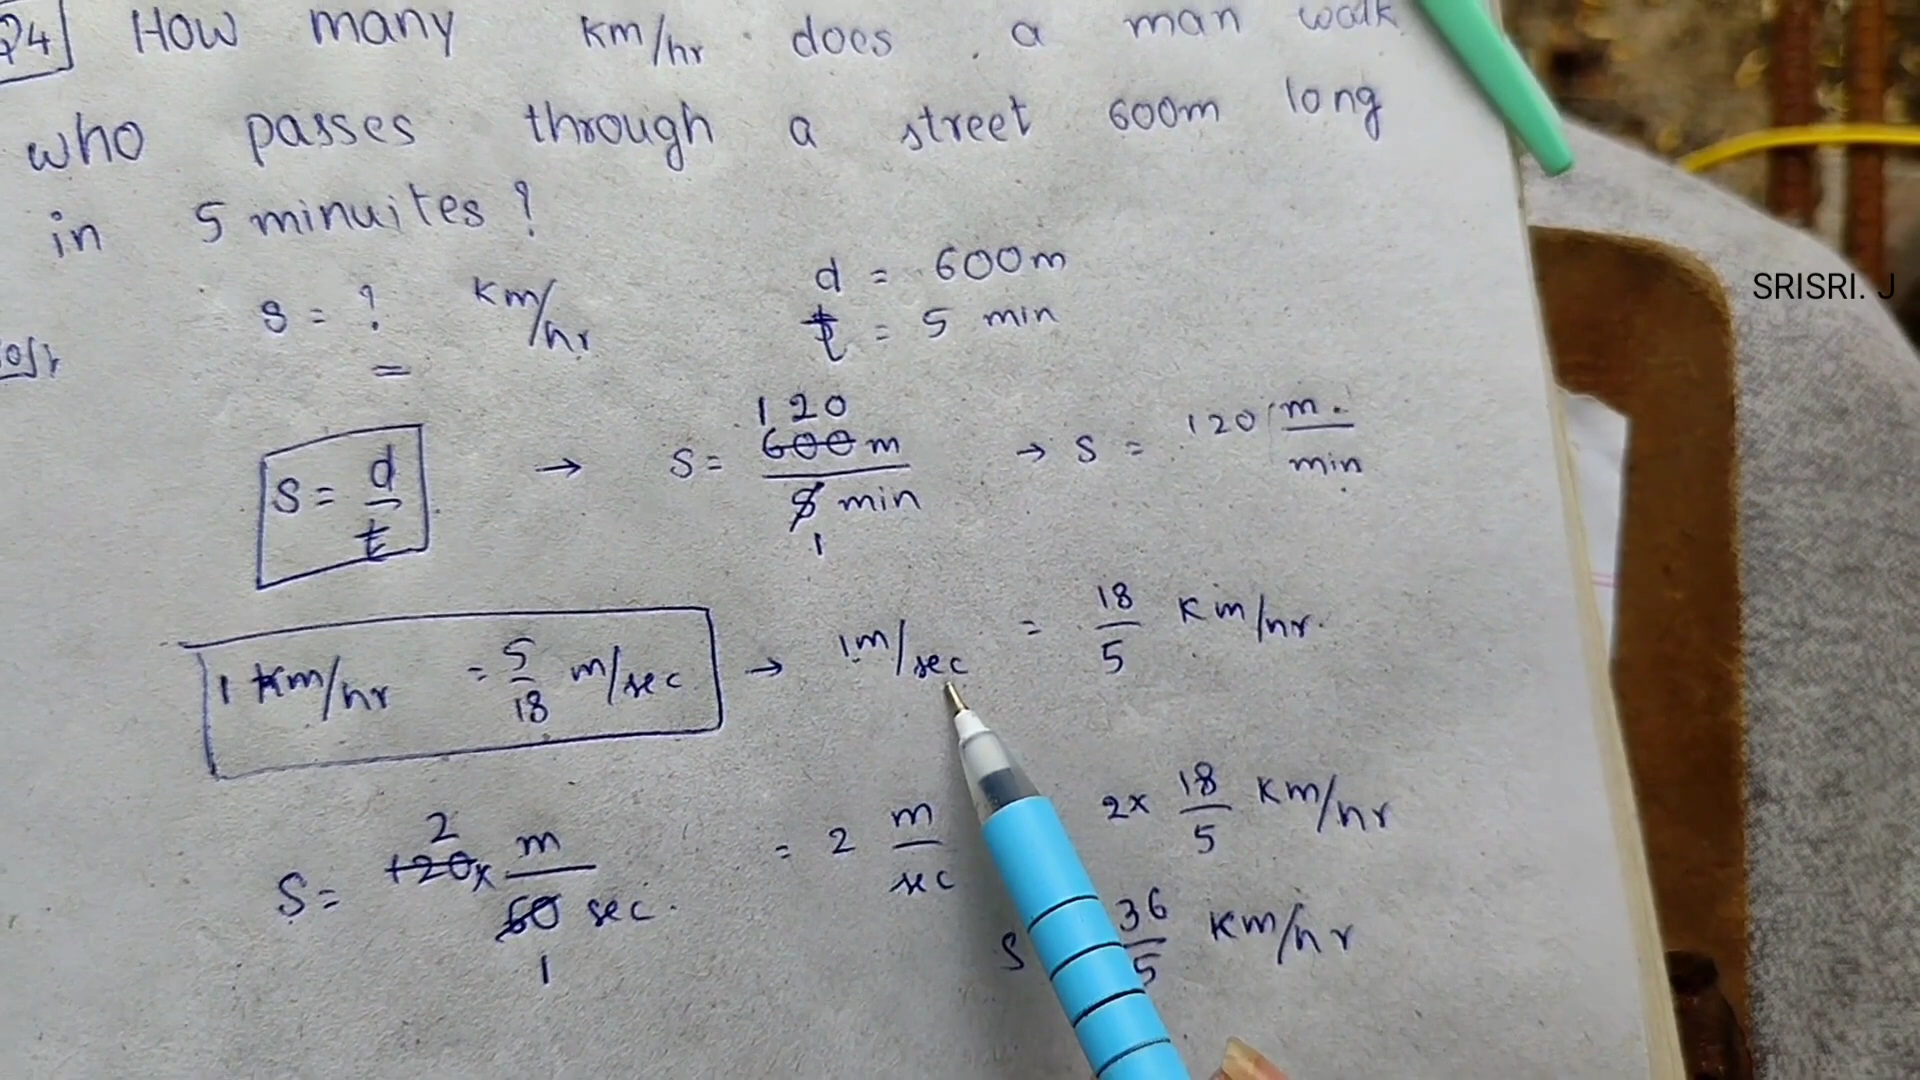 Q4] How many km/hr does a man walk
who passes through a street 600m long
in 5 minuites ?
s = ? km/hr d = 600m
t = 5 min
120
s = d/t → s = 600 m / 5 min → s = 120 m/min
1
1 km/hr = 5/18 m/sec → 1m/sec = 18/5 km/hr.
2
s = 120 x m / 60 sec. = 2 m/sec 2x 18/5 km/hr
1
s 36/5 km/hr
SRISRI. J